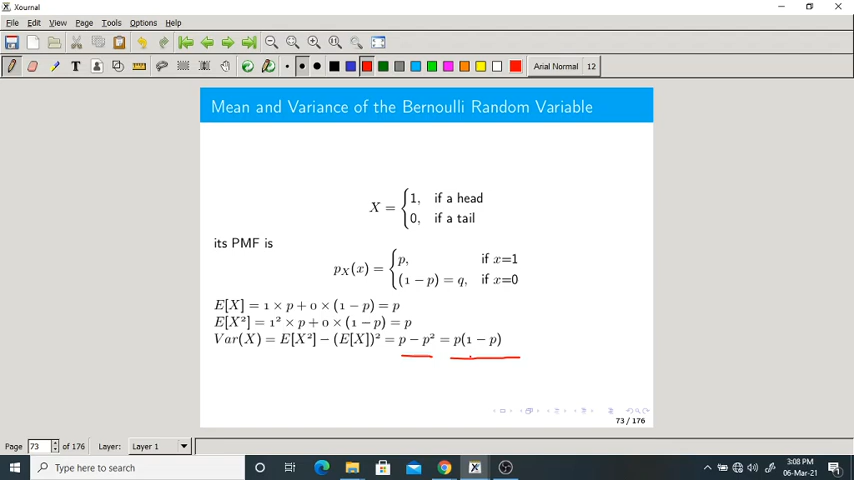 Xournal
File Edit View Page Tools Options Help
Arial Normal 12
Mean and Variance of the Bernoulli Random Variable
X = { 1, if a head
0, if a tail
its PMF is
p_X(x) = { p, if x=1
(1 − p) = q, if x=0
E[X] = 1 × p + 0 × (1 − p) = p
E[X²] = 1² × p + 0 × (1 − p) = p
Var(X) = E[X²] − (E[X])² = p − p² = p(1 − p)
73 / 176
Page 73 of 176 Layer: Layer 1
Type here to search
3:08 PM
06-Mar-21